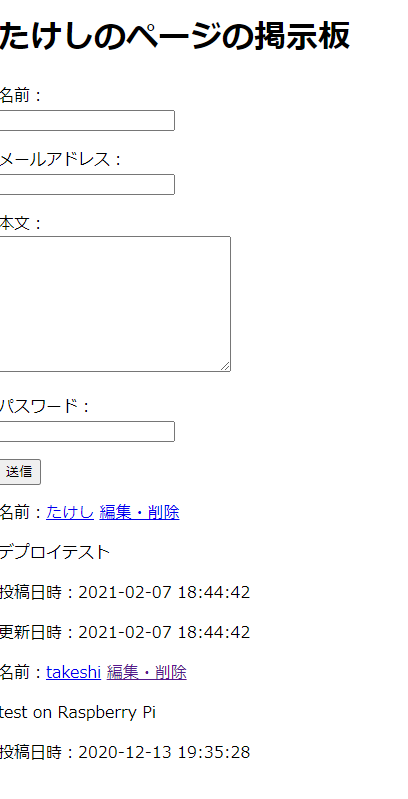 たけしのページの掲示板
名前：
メールアドレス：
本文：
パスワード：
送信
名前：たけし 編集・削除
デプロイテスト
投稿日時：2021-02-07 18:44:42
更新日時：2021-02-07 18:44:42
名前：takeshi 編集・削除
test on Raspberry Pi
投稿日時：2020-12-13 19:35:28